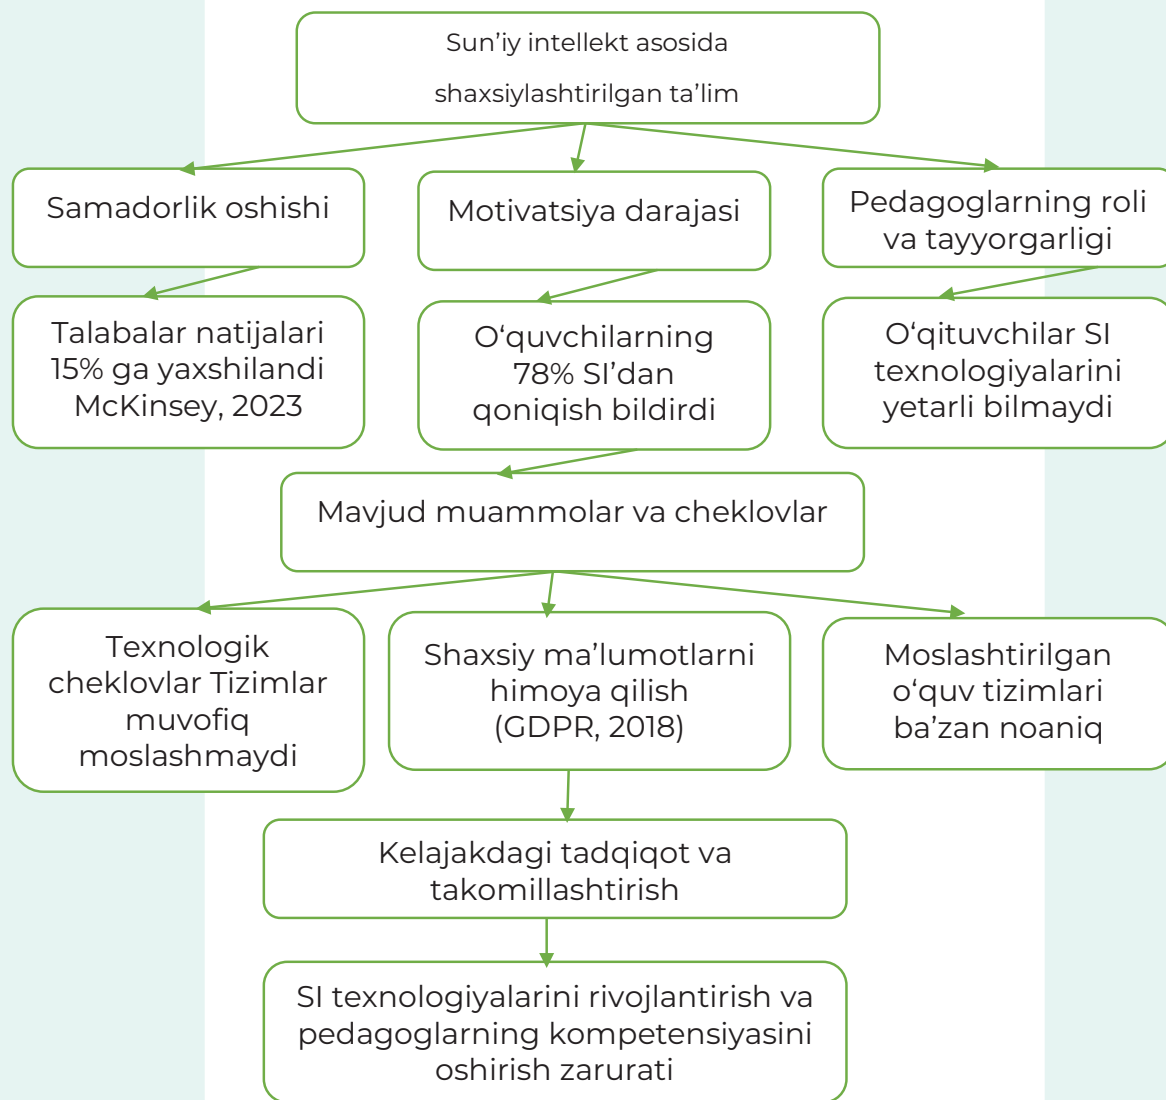 Sun’iy intellekt asosida
shaxsiylashtirilgan ta’lim
Samadorlik oshishi
Motivatsiya darajasi
Pedagoglarning roli
va tayyorgarligi
Talabalar natijalari
15% ga yaxshilandi
McKinsey, 2023
O‘quvchilarning
78% SI’dan
qoniqish bildirdi
O‘qituvchilar SI
texnologiyalarini
yetarli bilmaydi
Mavjud muammolar va cheklovlar
Texnologik
cheklovlar Tizimlar
muvofiq
moslashmaydi
Shaxsiy ma’lumotlarni
himoya qilish
(GDPR, 2018)
Moslashtirilgan
o‘quv tizimlari
ba’zan noaniq
Kelajakdagi tadqiqot va
takomillashtirish
SI texnologiyalarini rivojlantirish va
pedagoglarning kompetensiyasini
oshirish zarurati